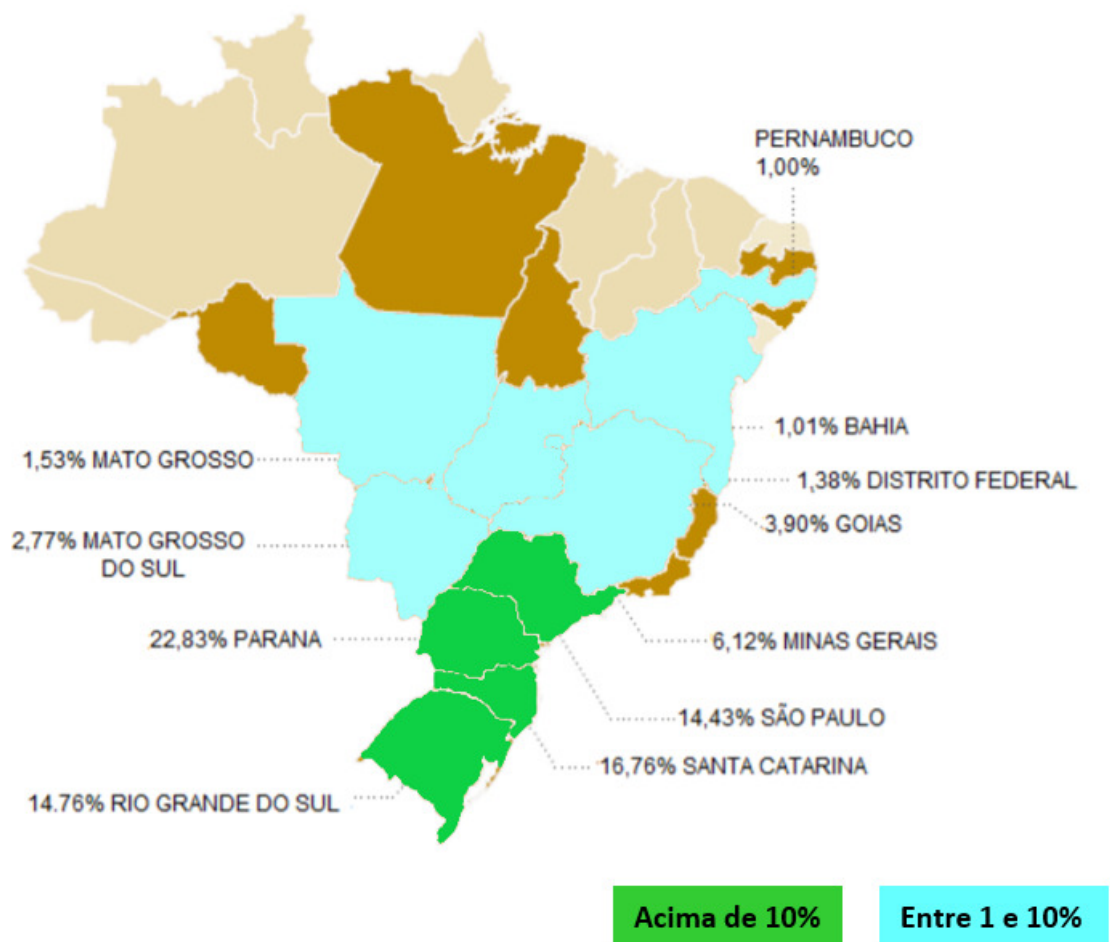 PERNAMBUCO
1,00%
1,01% BAHIA
1,53% MATO GROSSO
1,38% DISTRITO FEDERAL
3,90% GOIAS
2,77% MATO GROSSO
DO SUL
22,83% PARANA
6,12% MINAS GERAIS
14,43% SÃO PAULO
16,76% SANTA CATARINA
14.76% RIO GRANDE DO SUL
Acima de 10%
Entre 1 e 10%